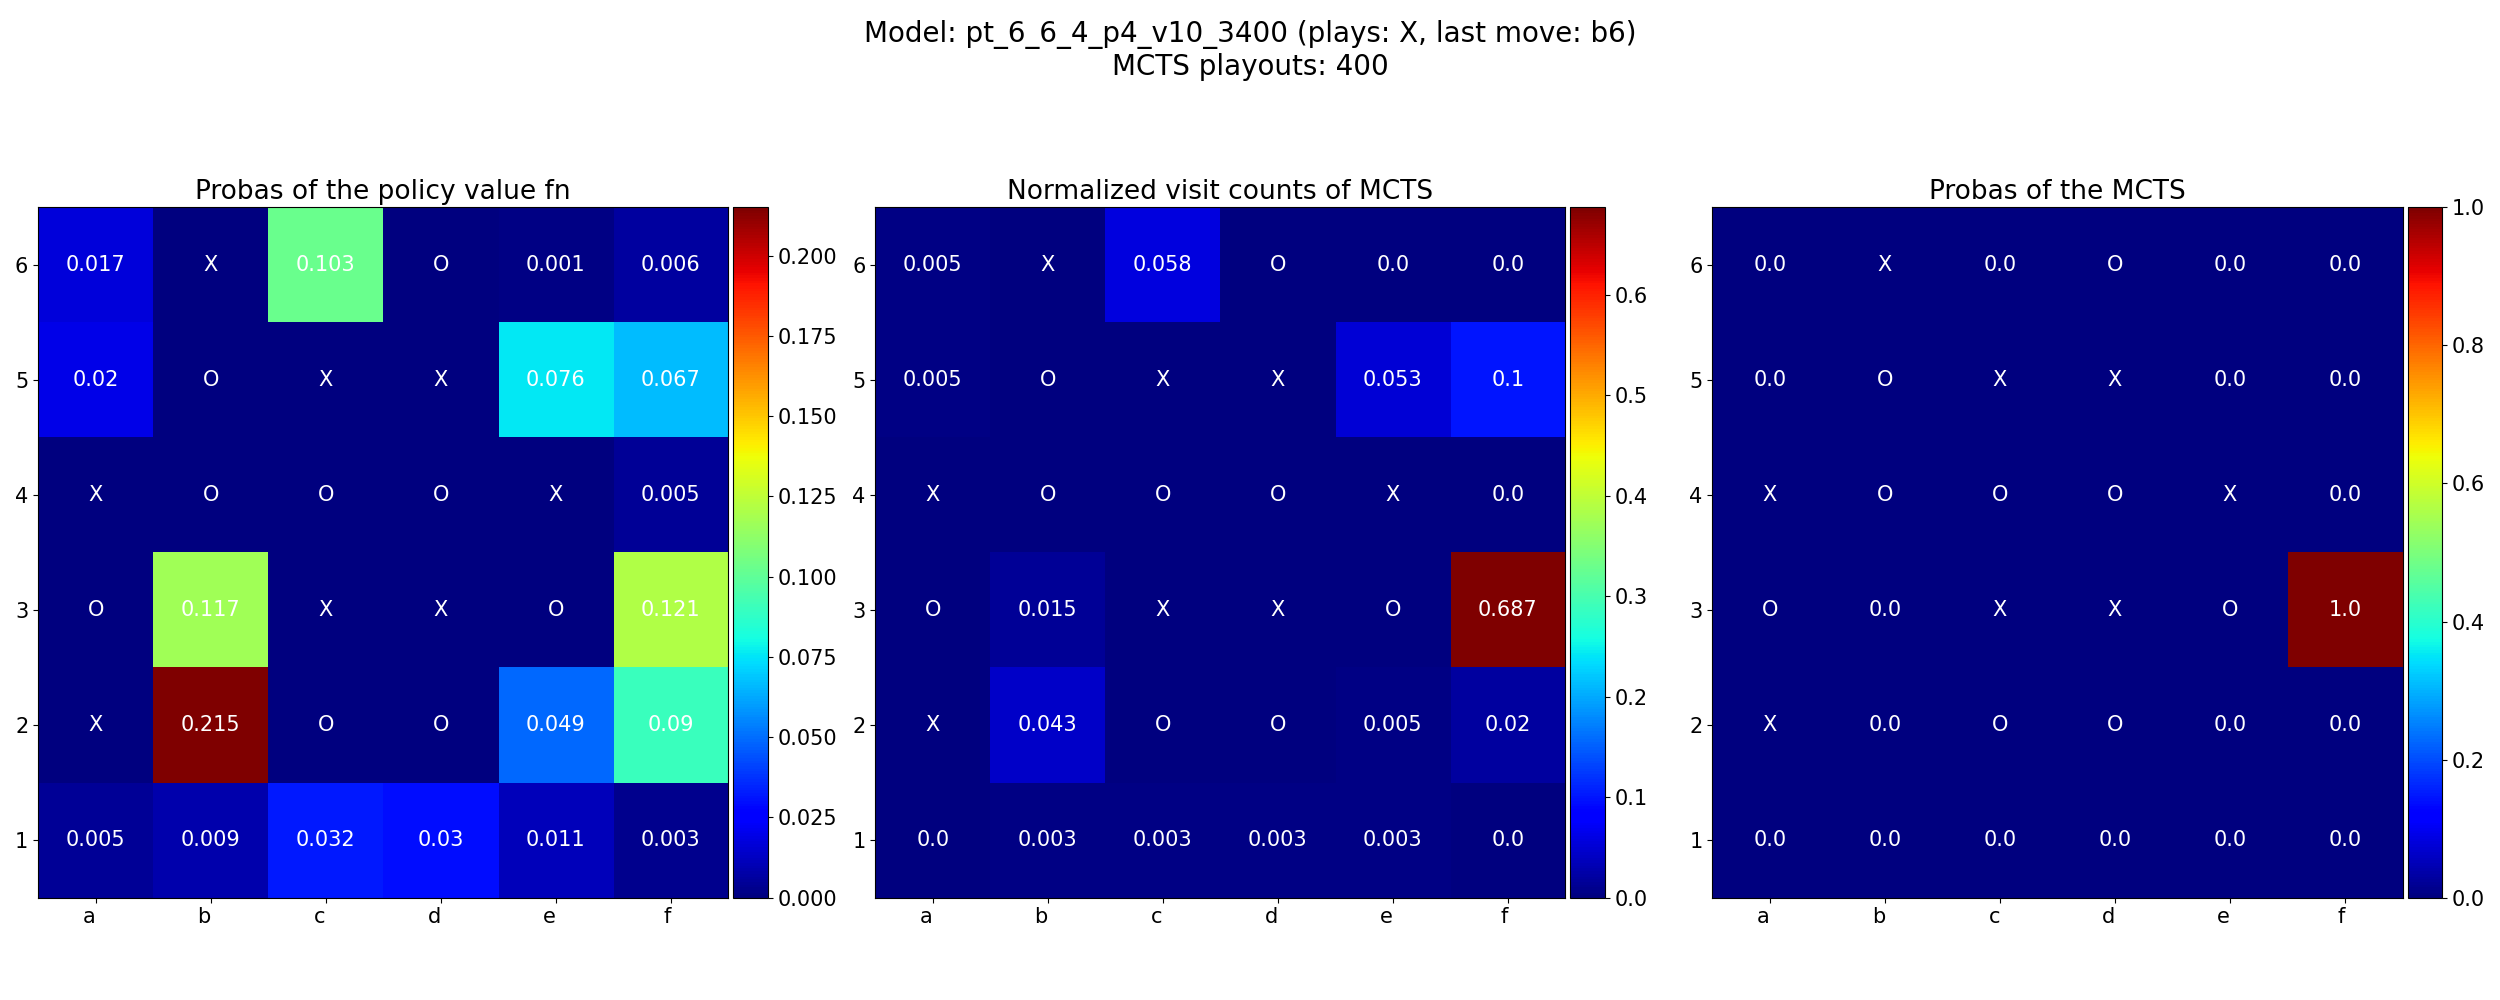 Model: pt_6_6_4_p4_v10_3400 (plays: X, last move: b6)
MCTS playouts: 400
Probas of the policy value fn
6 0.017 X 0.103 O 0.001 0.006
5 0.02 O X X 0.076 0.067
4 X O O O X 0.005
3 O 0.117 X X O 0.121
2 X 0.215 O O 0.049 0.09
1 0.005 0.009 0.032 0.03 0.011 0.003
a b c d e f
0.200
0.175
0.150
0.125
0.100
0.075
0.050
0.025
0.000
Normalized visit counts of MCTS
6 0.005 X 0.058 O 0.0 0.0
5 0.005 O X X 0.053 0.1
4 X O O O X 0.0
3 O 0.015 X X O 0.687
2 X 0.043 O O 0.005 0.02
1 0.0 0.003 0.003 0.003 0.003 0.0
a b c d e f
0.6
0.5
0.4
0.3
0.2
0.1
0.0
Probas of the MCTS
6 0.0 X 0.0 O 0.0 0.0
5 0.0 O X X 0.0 0.0
4 X O O O X 0.0
3 O 0.0 X X O 1.0
2 X 0.0 O O 0.0 0.0
1 0.0 0.0 0.0 0.0 0.0 0.0
a b c d e f
1.0
0.8
0.6
0.4
0.2
0.0